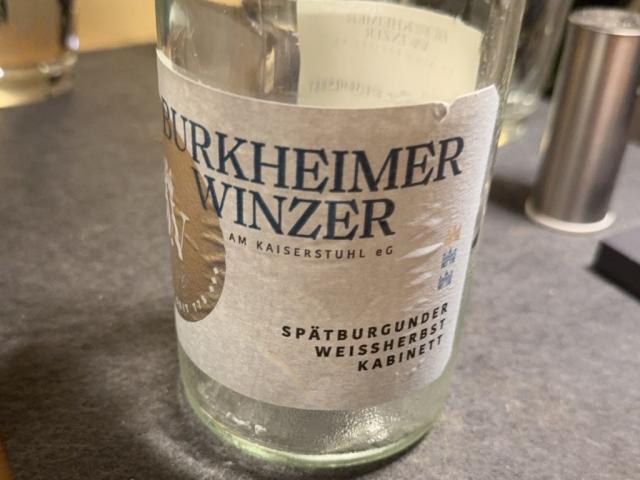 BURKHEIMER
WINZER
AM KAISERSTUHL eG
SPÄTBURGUNDER
WEISSHERBST
KABINETT